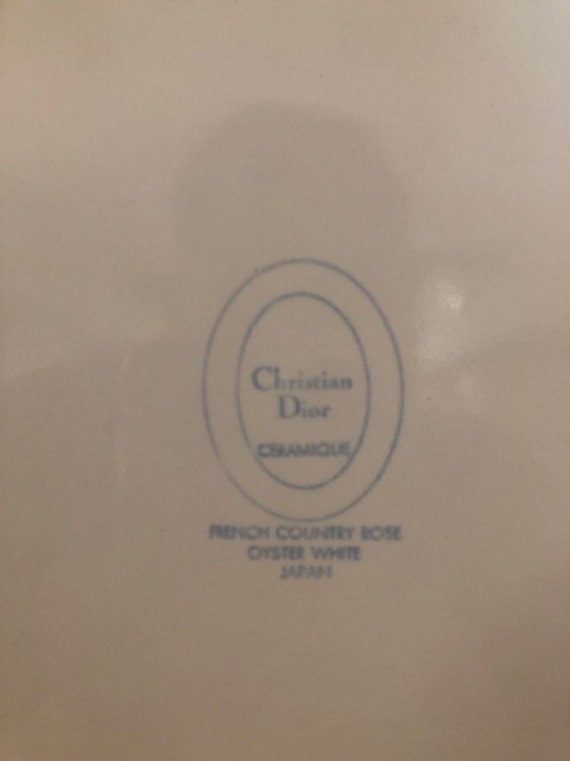 Christian
Dior
CERAMIQUE
FRENCH COUNTRY ROSE
OYSTER WHITE
JAPAN